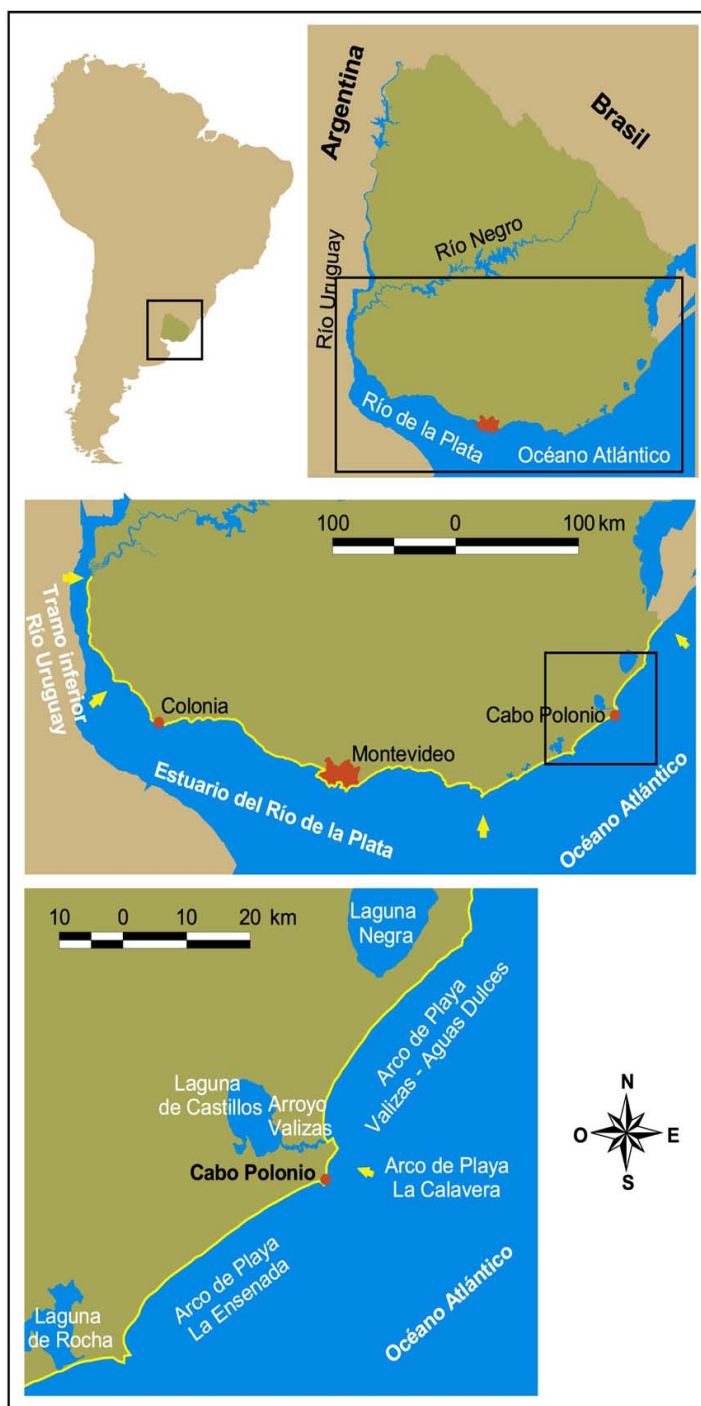 Argentina
Brasil
Río Negro
Río Uruguay
Río de la Plata
Océano Atlántico
100 0 100 km
Tramo inferior
Río Uruguay
Colonia
Cabo Polonio
Montevideo
Estuario del Río de la Plata
Océano Atlántico
10 0 10 20 km
Laguna
Negra
Arco de Playa
Valizas - Aguas Dulces
Laguna
de Castillos
Arroyo
Valizas
Cabo Polonio
Arco de Playa
La Calavera
Arco de Playa
La Ensenada
Océano Atlántico
Laguna
de Rocha
N
O E
S